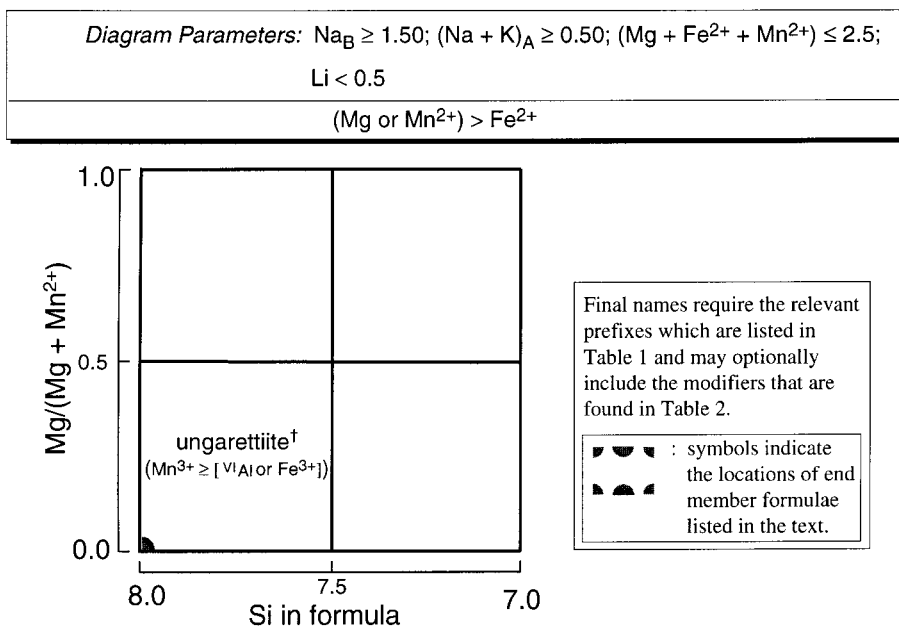 Diagram Parameters: Na_B ≥ 1.50; (Na + K)_A ≥ 0.50; (Mg + Fe²⁺ + Mn²⁺) ≤ 2.5;
Li < 0.5
(Mg or Mn²⁺) > Fe²⁺
1.0
0.5
0.0
Mg/(Mg + Mn²⁺)
ungarettiite†
(Mn³⁺ ≥ [ⱽᴵAl or Fe³⁺])
8.0
7.5
7.0
Si in formula
Final names require the relevant
prefixes which are listed in
Table 1 and may optionally
include the modifiers that are
found in Table 2.
: symbols indicate
the locations of end
member formulae
listed in the text.